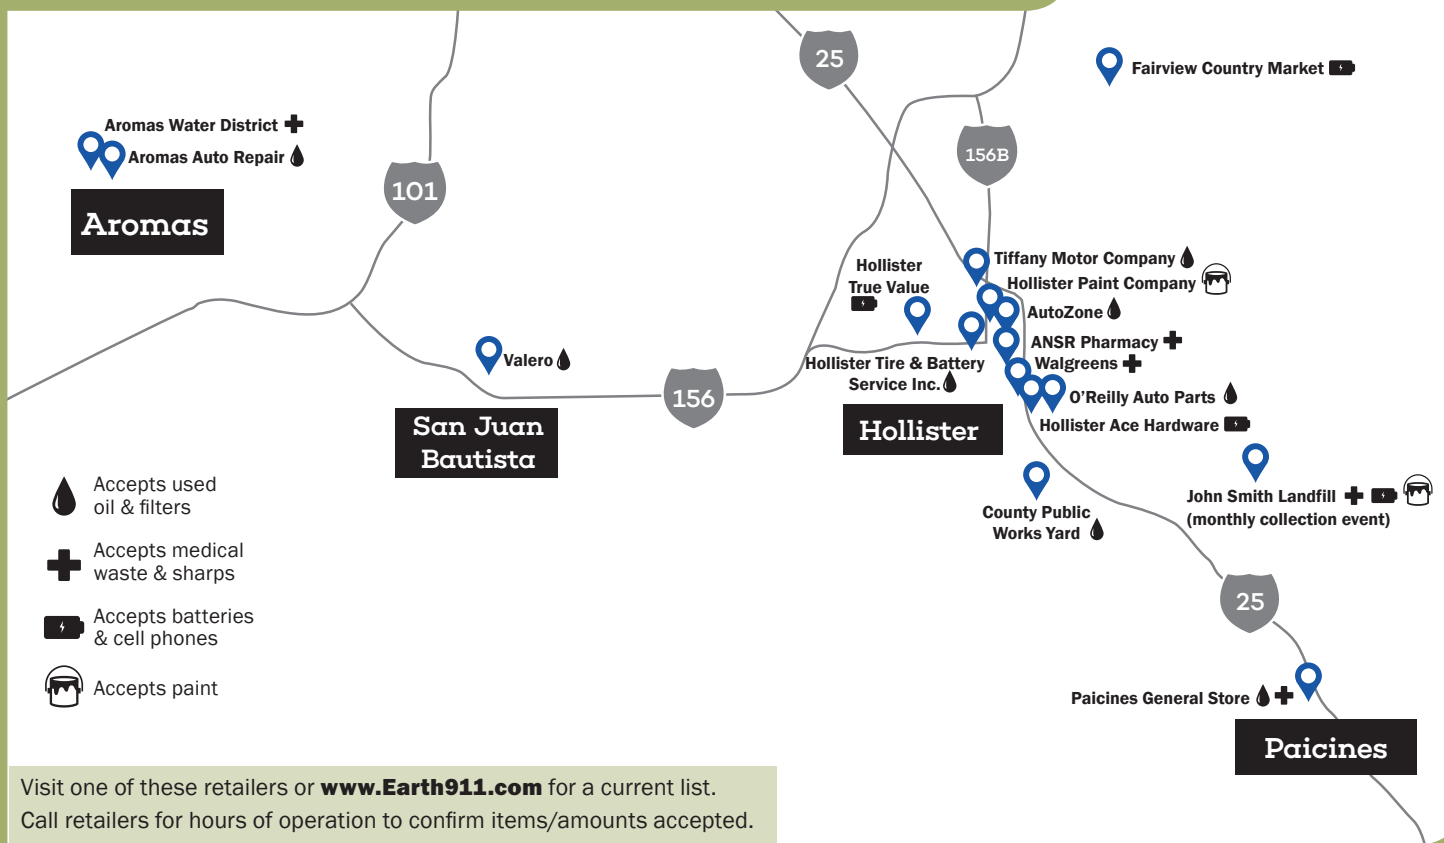 25
Fairview Country Market
Aromas Water District
Aromas Auto Repair
156B
101
Aromas
Tiffany Motor Company
Hollister
True Value
Hollister Paint Company
AutoZone
ANSR Pharmacy
Walgreens
Valero
Hollister Tire & Battery
Service Inc.
156
O'Reilly Auto Parts
San Juan
Bautista
Hollister
Hollister Ace Hardware
Accepts used
oil & filters
John Smith Landfill
(monthly collection event)
County Public
Works Yard
Accepts medical
waste & sharps
25
Accepts batteries
& cell phones
Accepts paint
Paicines General Store
Paicines
Visit one of these retailers or www.Earth911.com for a current list.
Call retailers for hours of operation to confirm items/amounts accepted.